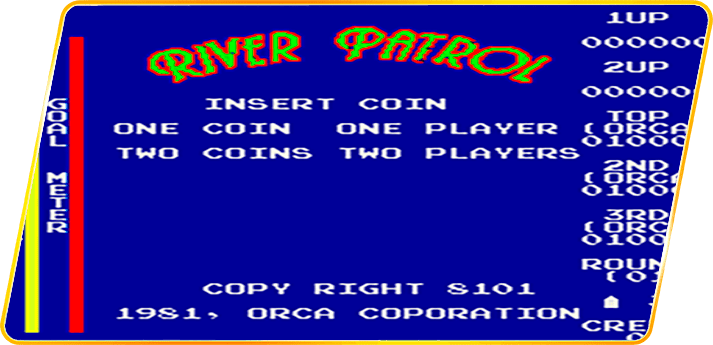 RIVER PATROL
INSERT COIN
ONE COIN ONE PLAYER
TWO COINS TWO PLAYERS
COPY RIGHT 8101
1981, ORCA COPORATION
GOAL METER
1UP
2UP
TOP
(ORCA
2ND
3RD